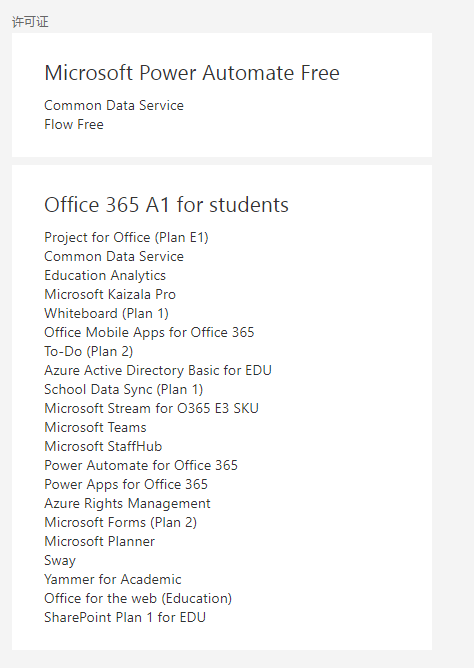 许可证
Microsoft Power Automate Free
Common Data Service
Flow Free
Office 365 A1 for students
Project for Office (Plan E1)
Common Data Service
Education Analytics
Microsoft Kaizala Pro
Whiteboard (Plan 1)
Office Mobile Apps for Office 365
To-Do (Plan 2)
Azure Active Directory Basic for EDU
School Data Sync (Plan 1)
Microsoft Stream for O365 E3 SKU
Microsoft Teams
Microsoft StaffHub
Power Automate for Office 365
Power Apps for Office 365
Azure Rights Management
Microsoft Forms (Plan 2)
Microsoft Planner
Sway
Yammer for Academic
Office for the web (Education)
SharePoint Plan 1 for EDU